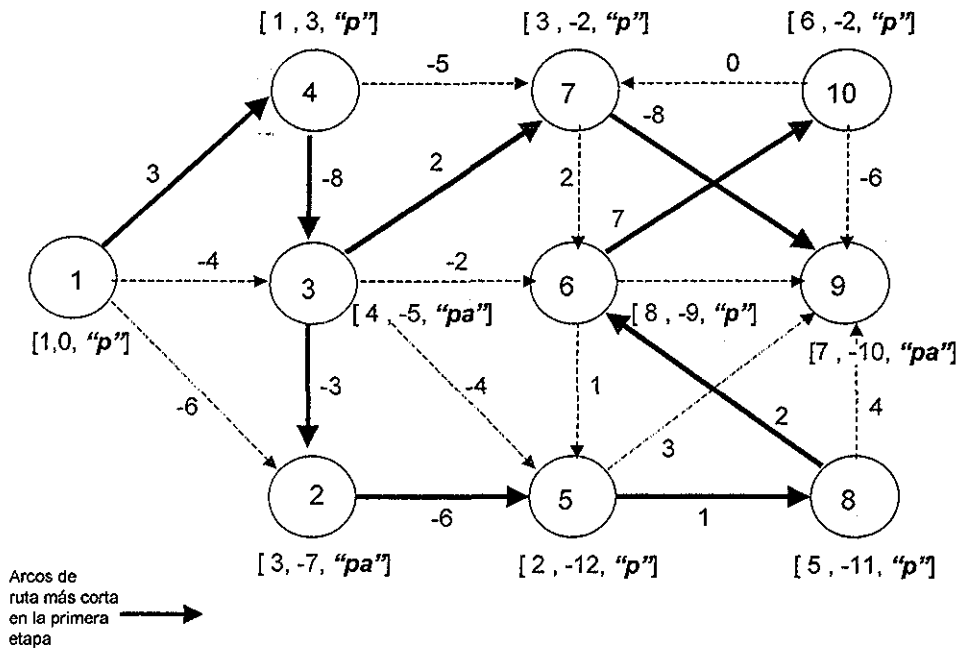 [ 1 , 3, “p”]
[ 3 , -2, “p”]
[ 6 , -2, “p”]
4
-5
7
0
10
3
-8
2
-8
2
-6
7
1
-4
3
-2
6
9
[1,0, “p”]
[ 4 , -5, “pa”]
[ 8 , -9, “p”]
[7 , -10, “pa”]
-6
-3
-4
1
3
2
4
2
-6
5
1
8
[ 3, -7, “pa”]
[ 2 , -12, “p”]
[ 5 , -11, “p”]
Arcos de
ruta más corta
en la primera
etapa